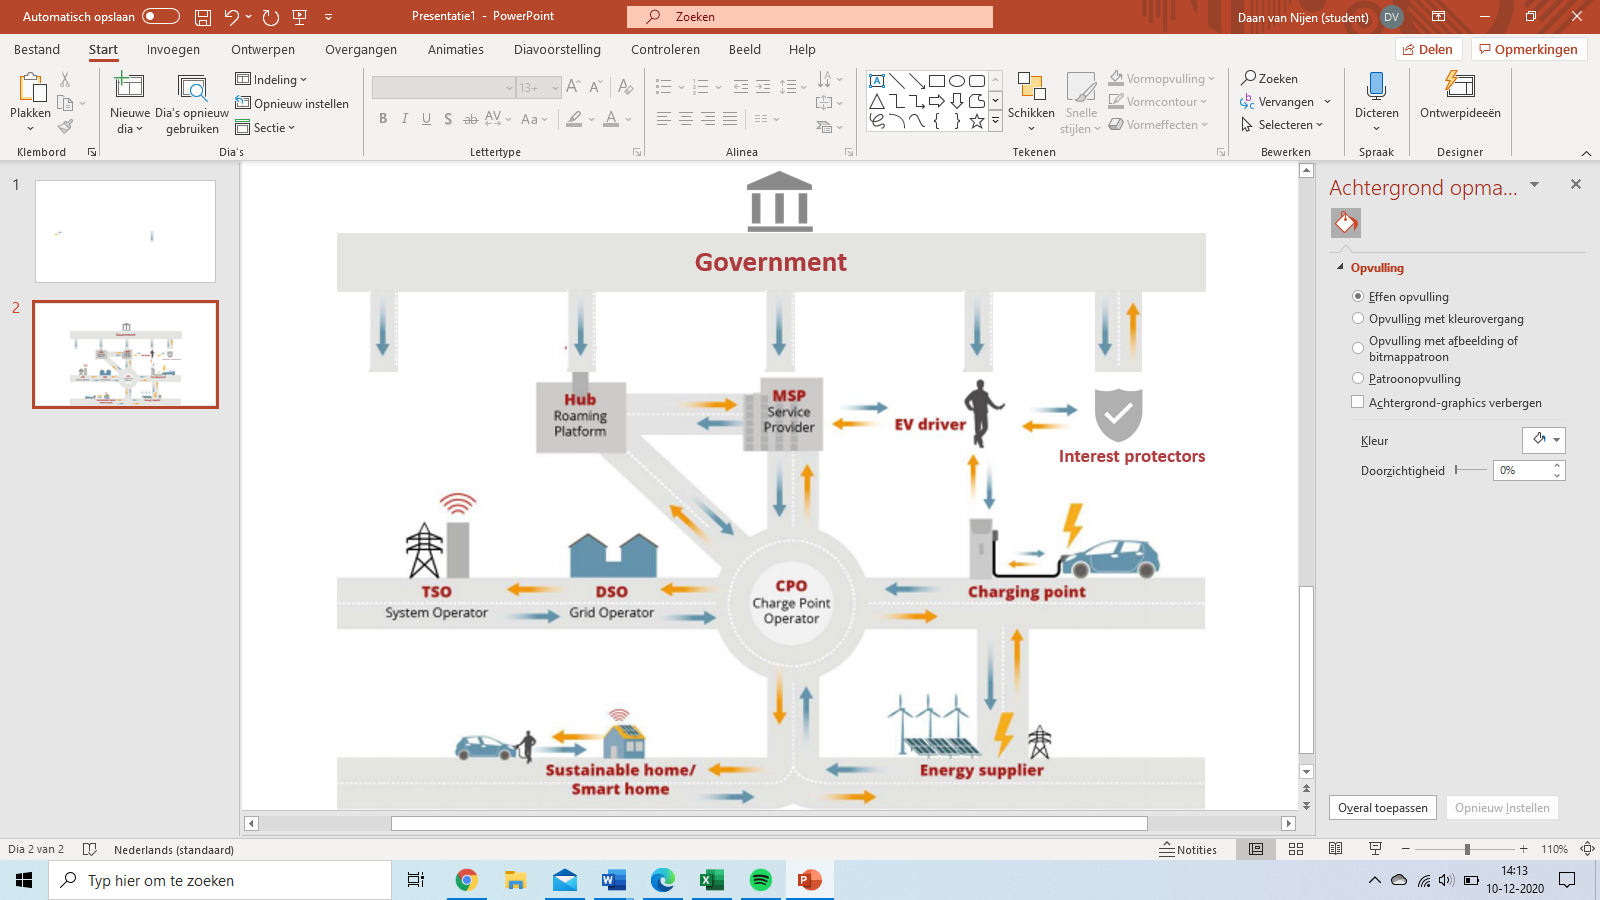 Automatisch opslaan
Presentatie1 - PowerPoint
Zoeken
Daan van Nijen (student)
DV
Bestand
Start
Invoegen
Ontwerpen
Overgangen
Animaties
Diavoorstelling
Controleren
Beeld
Help
Delen
Opmerkingen
Plakken
Nieuwe
dia
Dia's opnieuw
gebruiken
Indeling
Opnieuw instellen
Sectie
13+
B I U S ab AV Aa
A
Schikken
Snelle
stijlen
Vormopvulling
Vormcontour
Vormeffecten
Zoeken
Vervangen
Selecteren
Dicteren
Ontwerpideeën
Klembord
Dia's
Lettertype
Alinea
Tekenen
Bewerken
Spraak
Designer
1
2
Government
Hub
Roaming
Platform
MSP
Service
Provider
EV driver
Interest protectors
TSO
System Operator
DSO
Grid Operator
CPO
Charge Point
Operator
Charging point
Sustainable home/
Smart home
Energy supplier
Achtergrond opma...
Opvulling
Effen opvulling
Opvulling met kleurovergang
Opvulling met afbeelding of
bitmappatroon
Patroonopvulling
Achtergrond-graphics verbergen
Kleur
Doorzichtigheid
0%
Overal toepassen
Opnieuw Instellen
Dia 2 van 2
Nederlands (standaard)
Notities
110%
Typ hier om te zoeken
14:13
10-12-2020